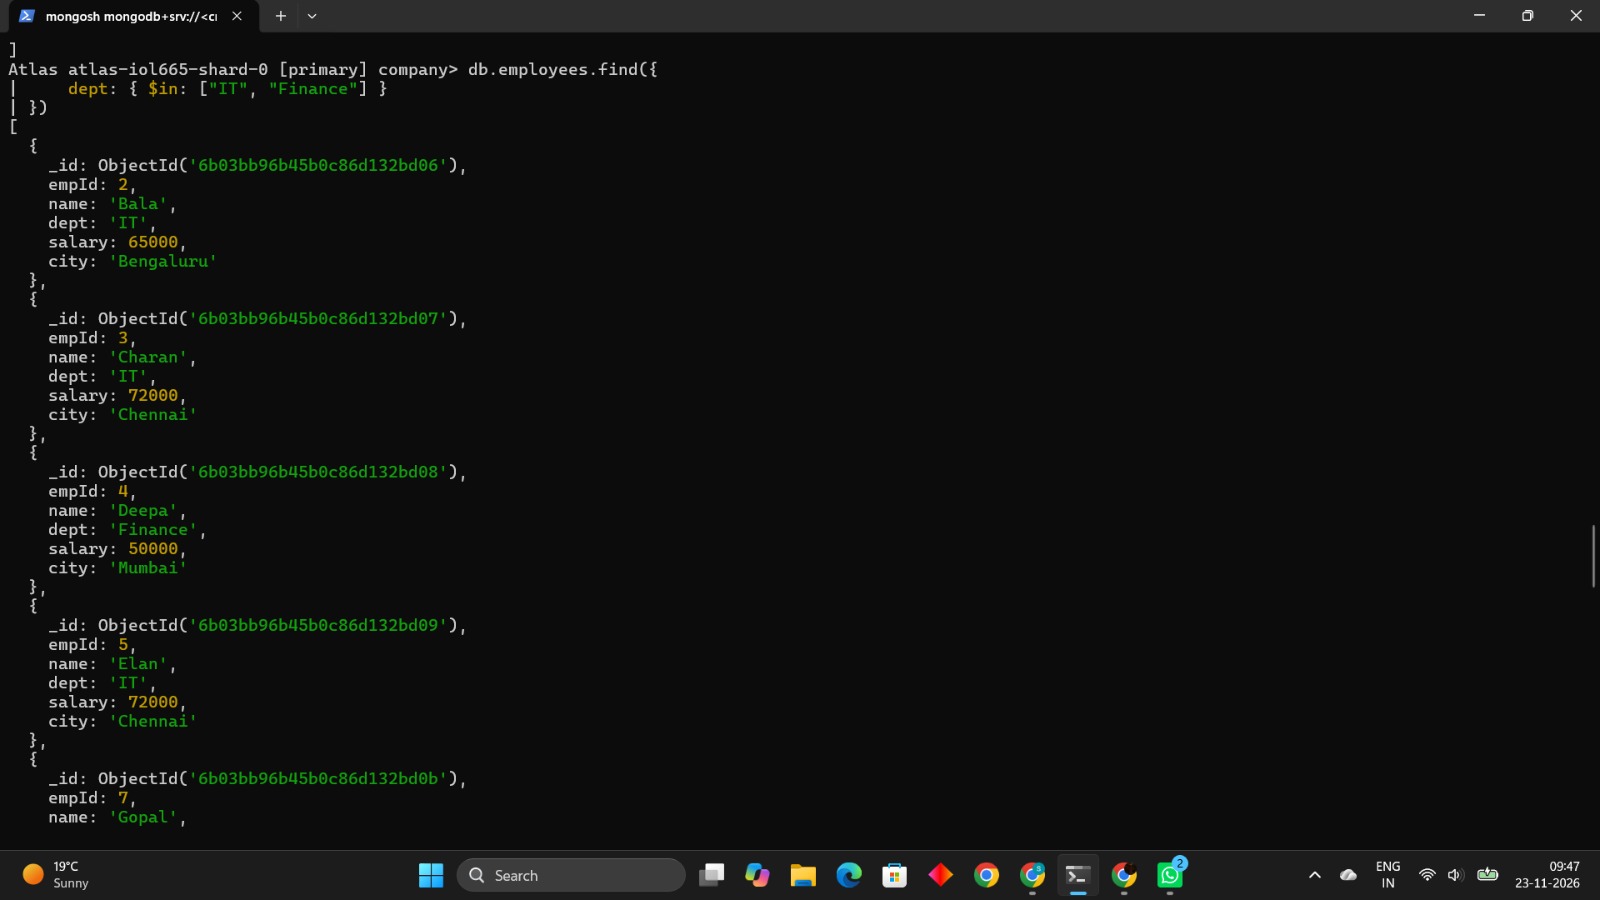 mongosh mongodb+srv://<cr
]
Atlas atlas-iol665-shard-0 [primary] company> db.employees.find({
|     dept: { $in: ["IT", "Finance"] }
| })
[
  {
    _id: ObjectId('6b03bb96b45b0c86d132bd06'),
    empId: 2,
    name: 'Bala',
    dept: 'IT',
    salary: 65000,
    city: 'Bengaluru'
  },
  {
    _id: ObjectId('6b03bb96b45b0c86d132bd07'),
    empId: 3,
    name: 'Charan',
    dept: 'IT',
    salary: 72000,
    city: 'Chennai'
  },
  {
    _id: ObjectId('6b03bb96b45b0c86d132bd08'),
    empId: 4,
    name: 'Deepa',
    dept: 'Finance',
    salary: 50000,
    city: 'Mumbai'
  },
  {
    _id: ObjectId('6b03bb96b45b0c86d132bd09'),
    empId: 5,
    name: 'Elan',
    dept: 'IT',
    salary: 72000,
    city: 'Chennai'
  },
  {
    _id: ObjectId('6b03bb96b45b0c86d132bd0b'),
    empId: 7,
    name: 'Gopal',
19°C
Sunny
Search
2
ENG
IN
09:47
23-11-2026